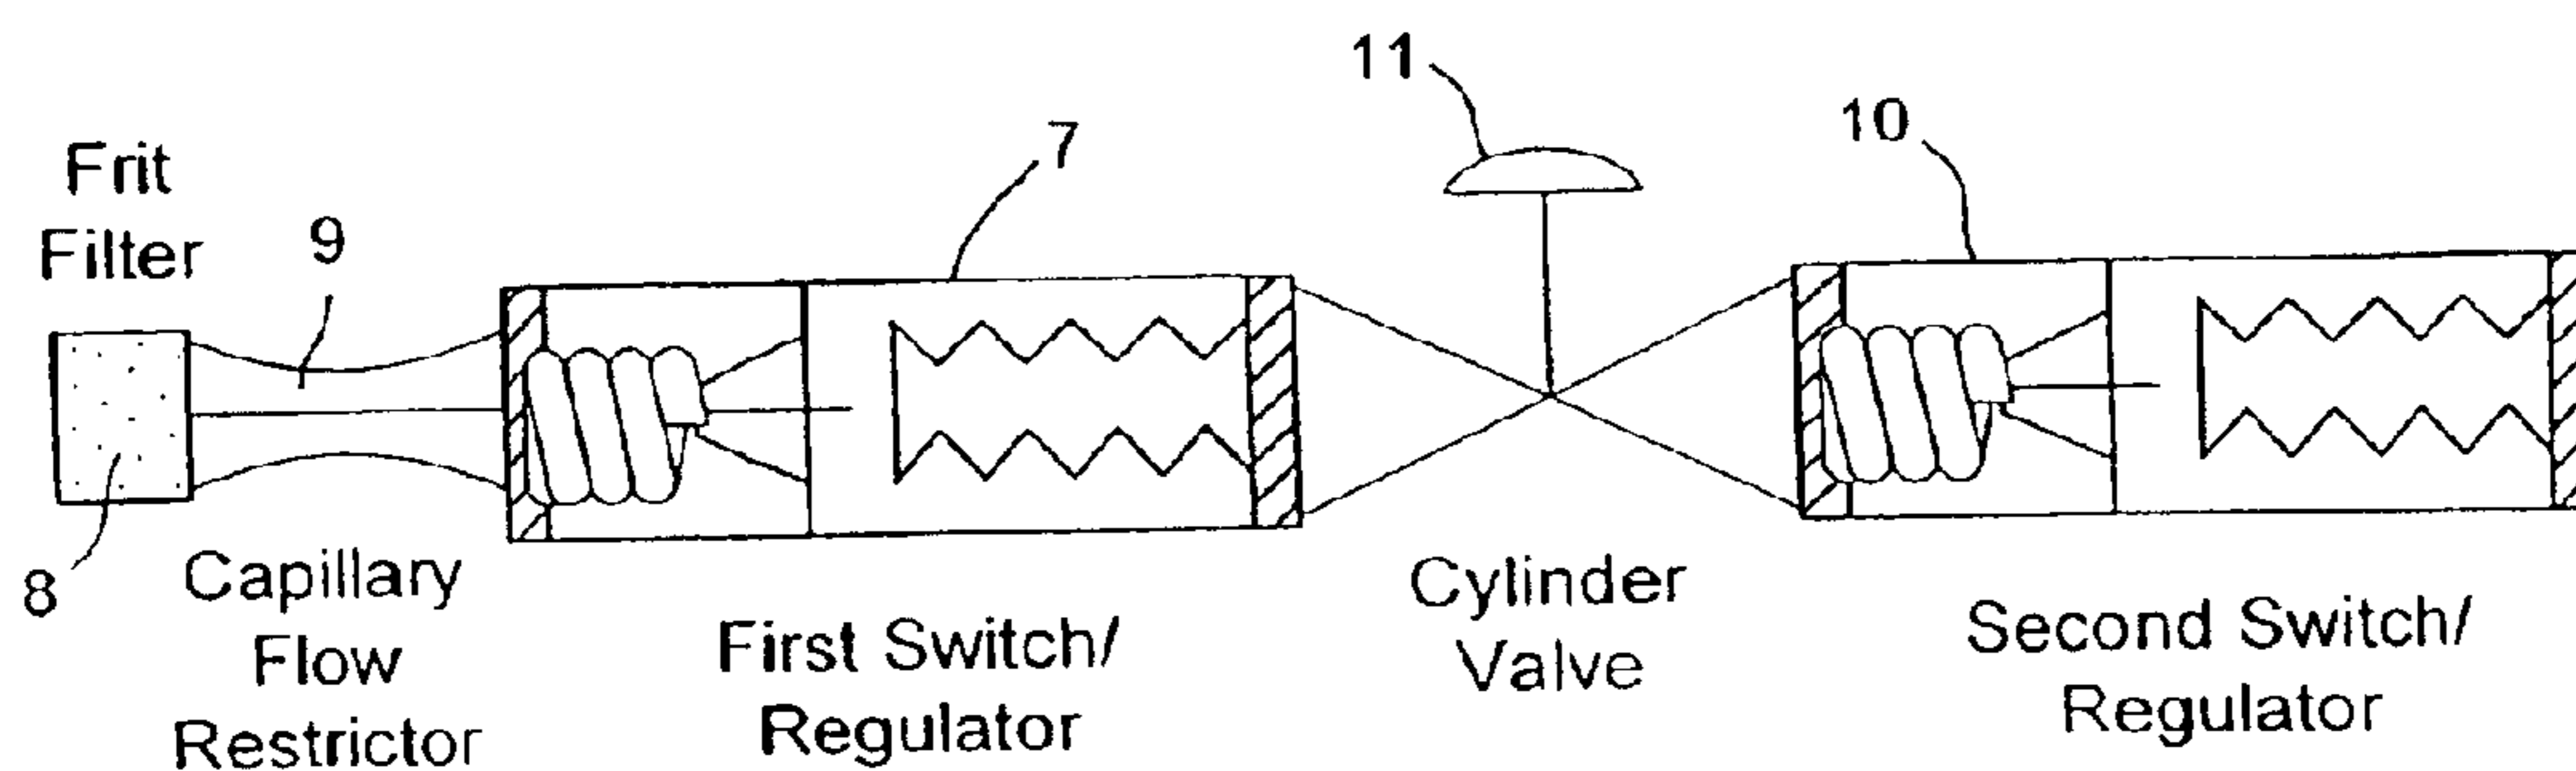 11
10
7
Frit
Filter
9
8
Capillary
Flow
Restrictor
First Switch/
Regulator
Cylinder
Valve
Second Switch/
Regulator